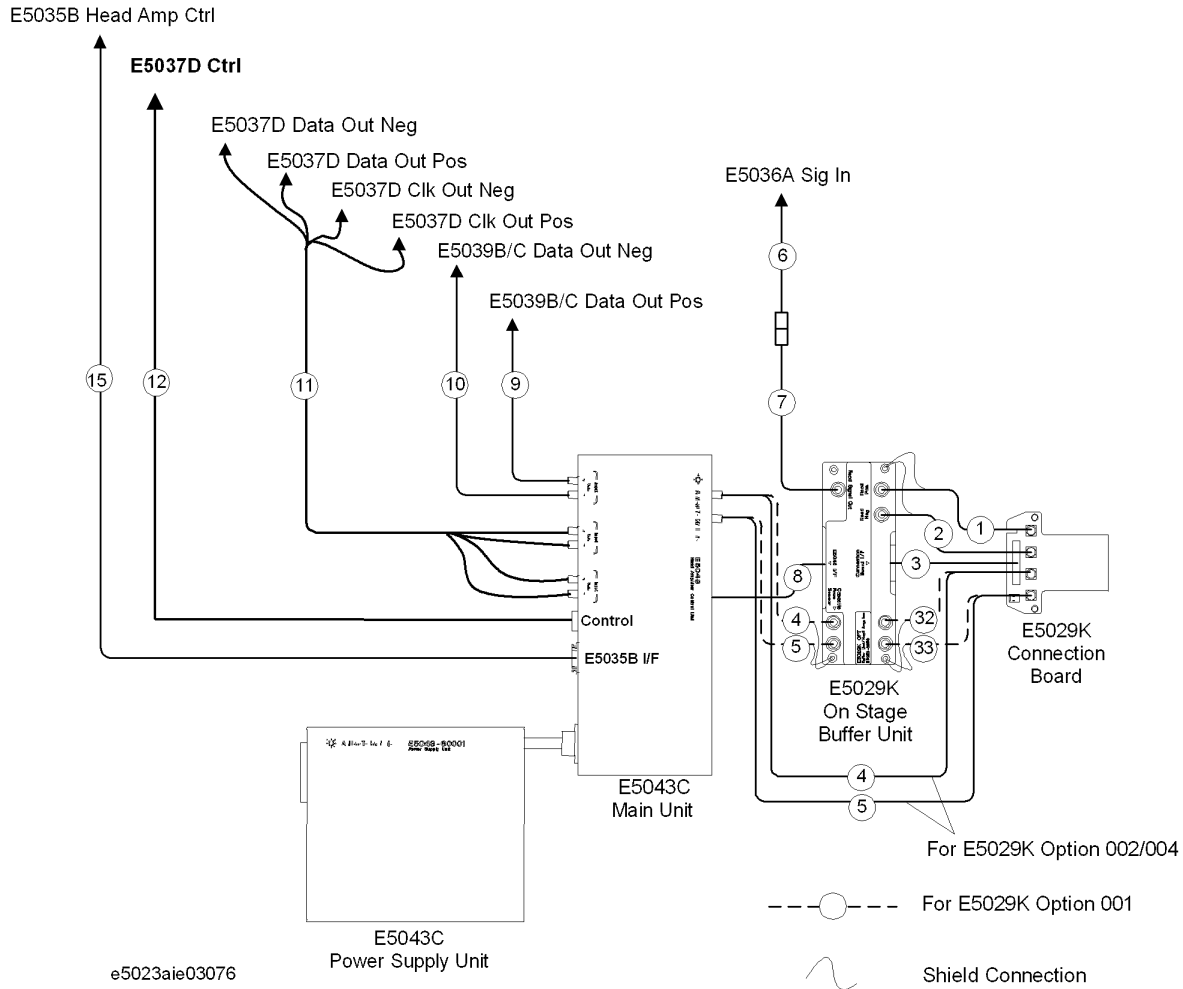 E5035B Head Amp Ctrl
E5037D Ctrl
E5037D Data Out Neg
E5037D Data Out Pos
E5037D Clk Out Neg
E5037D Clk Out Pos
E5039B/C Data Out Neg
E5039B/C Data Out Pos
E5036A Sig In
6
15
12
11
10
9
7
1
2
3
8
4
5
32
33
Control
E5035B I/F
E5029K
Connection
Board
E5029K
On Stage
Buffer Unit
Power Supply Unit
E5043C
Main Unit
4
5
For E5029K Option 002/004
For E5029K Option 001
E5043C
Power Supply Unit
e5023aie03076
Shield Connection